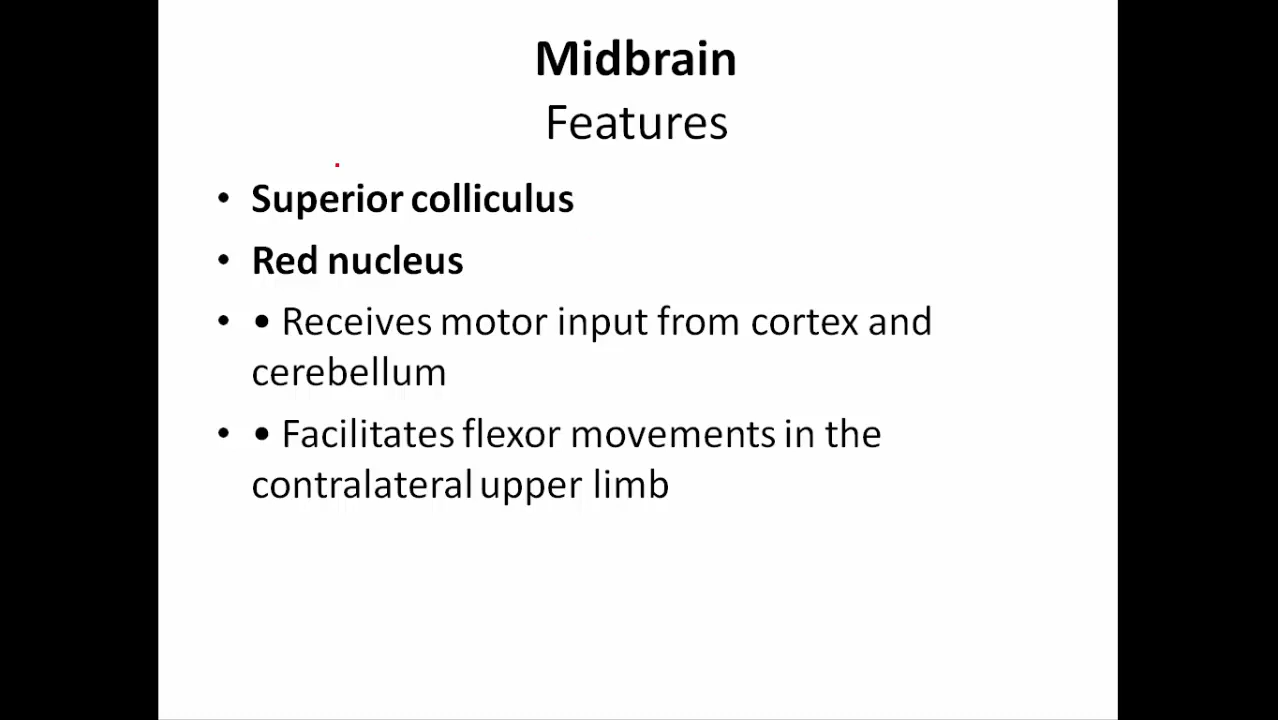 Midbrain
Features
• Superior colliculus
• Red nucleus
• • Receives motor input from cortex and
cerebellum
• • Facilitates flexor movements in the
contralateral upper limb